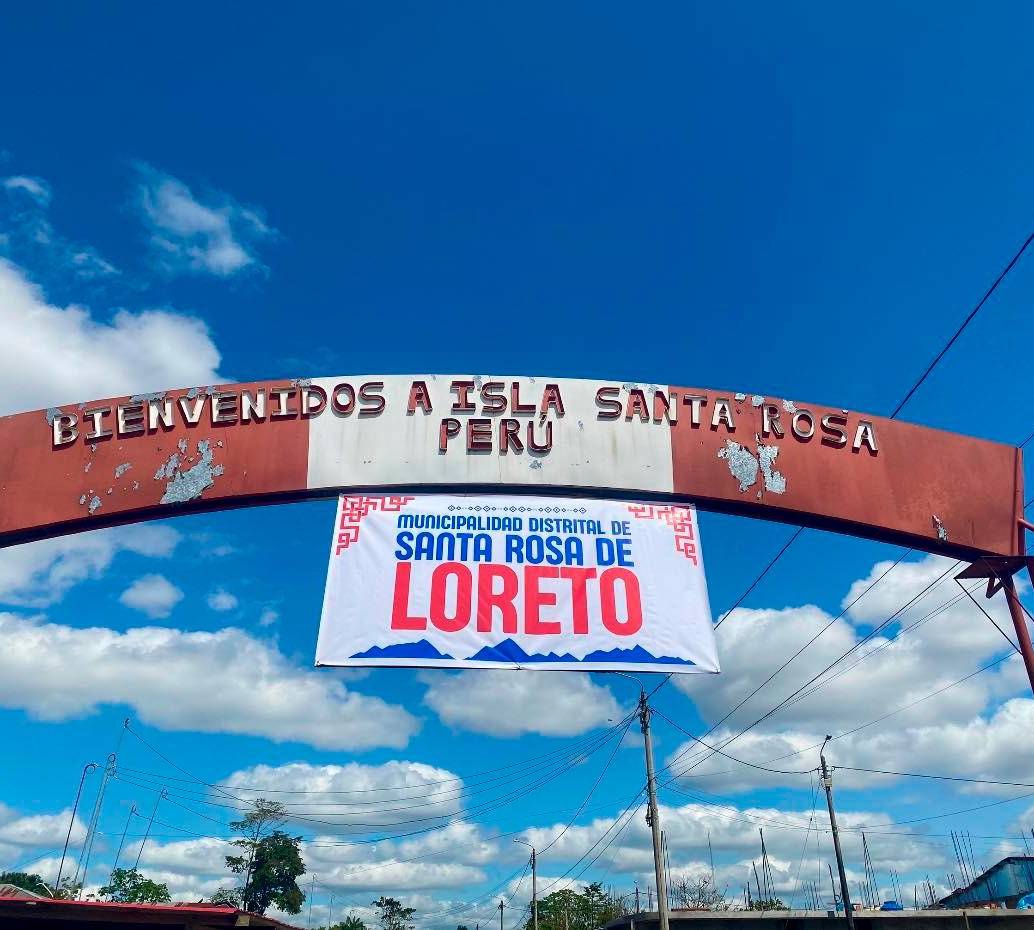 BIENVENIDOS A ISLA SANTA ROSA
PERÚ
MUNICIPALIDAD DISTRITAL DE
SANTA ROSA DE
LORETO